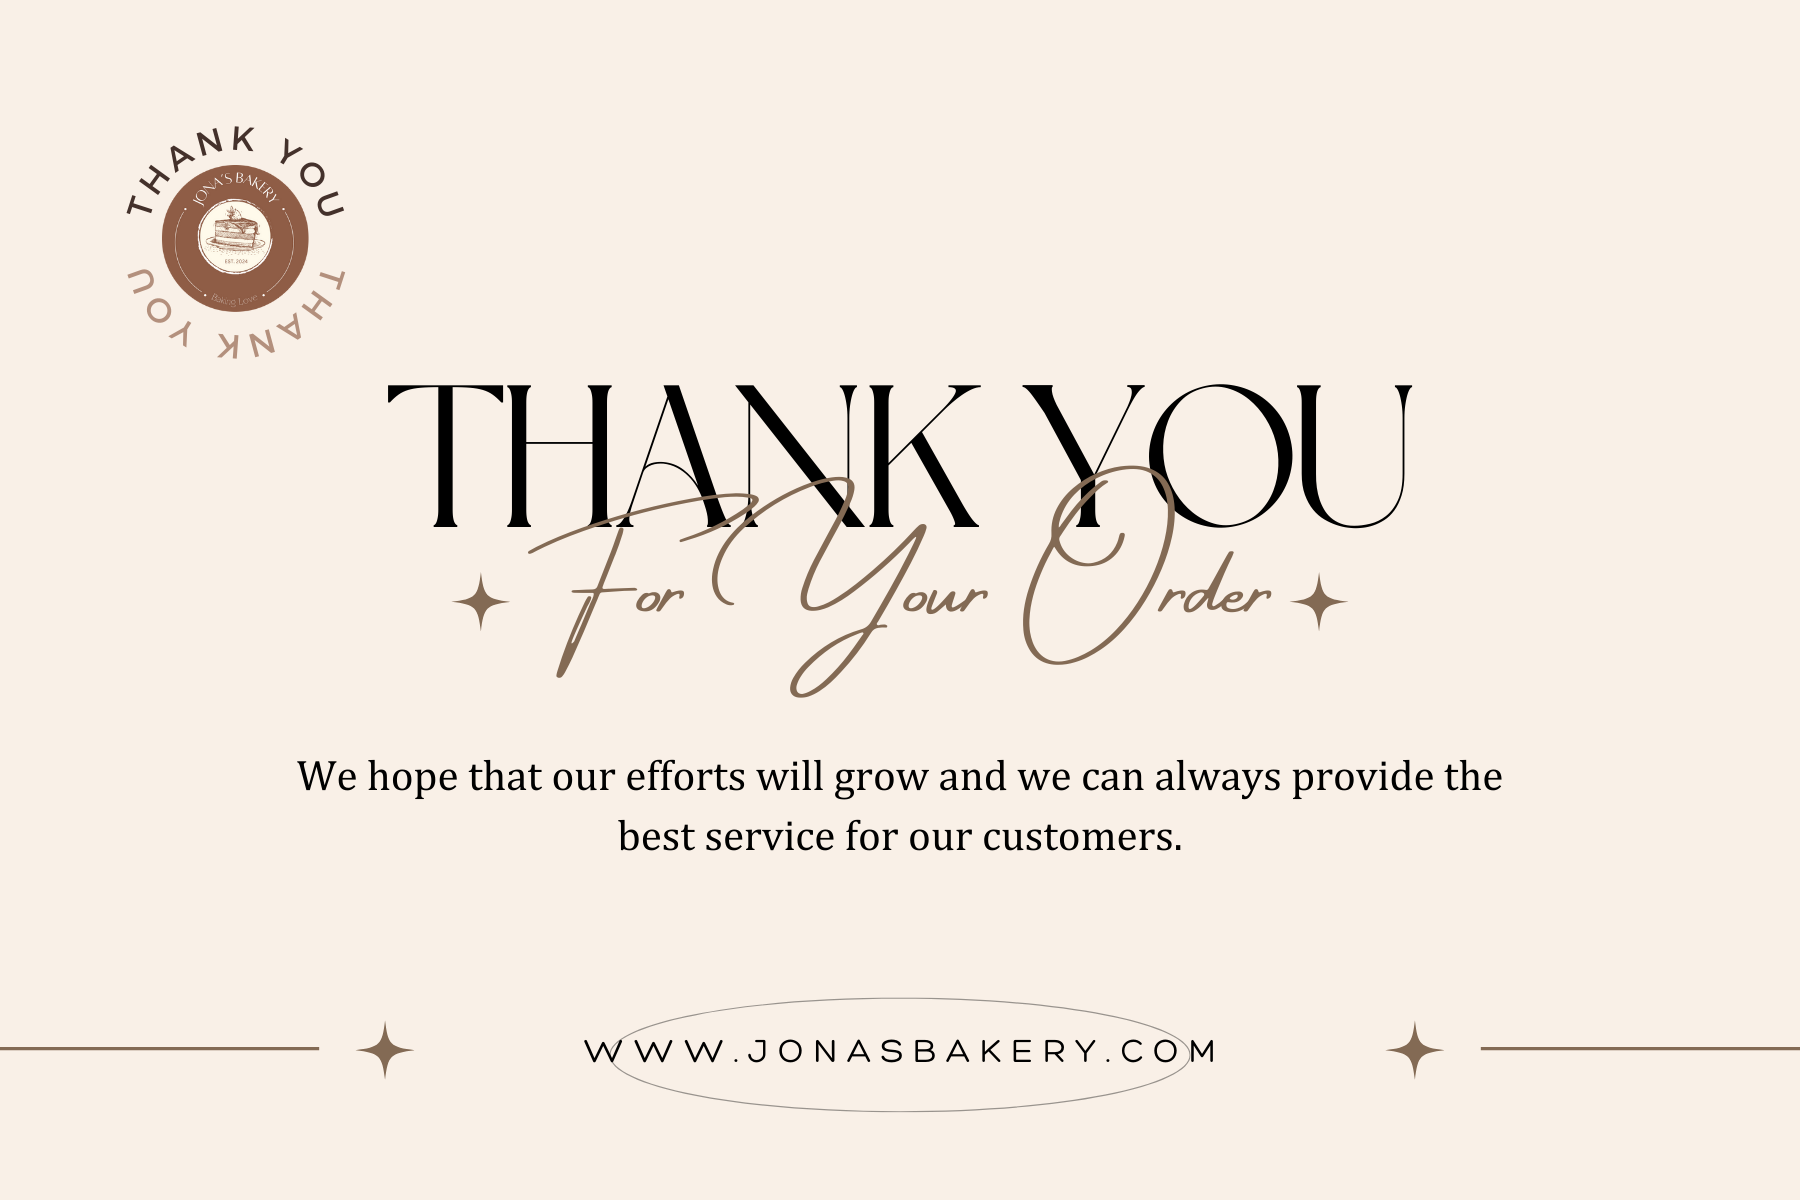 THANK YOU
JONA'S BAKERY
EST. 2024
Baking Love
THANK YOU
THANK YOU
For Your Order
We hope that our efforts will grow and we can always provide the
best service for our customers.
WWW.JONASBAKERY.COM